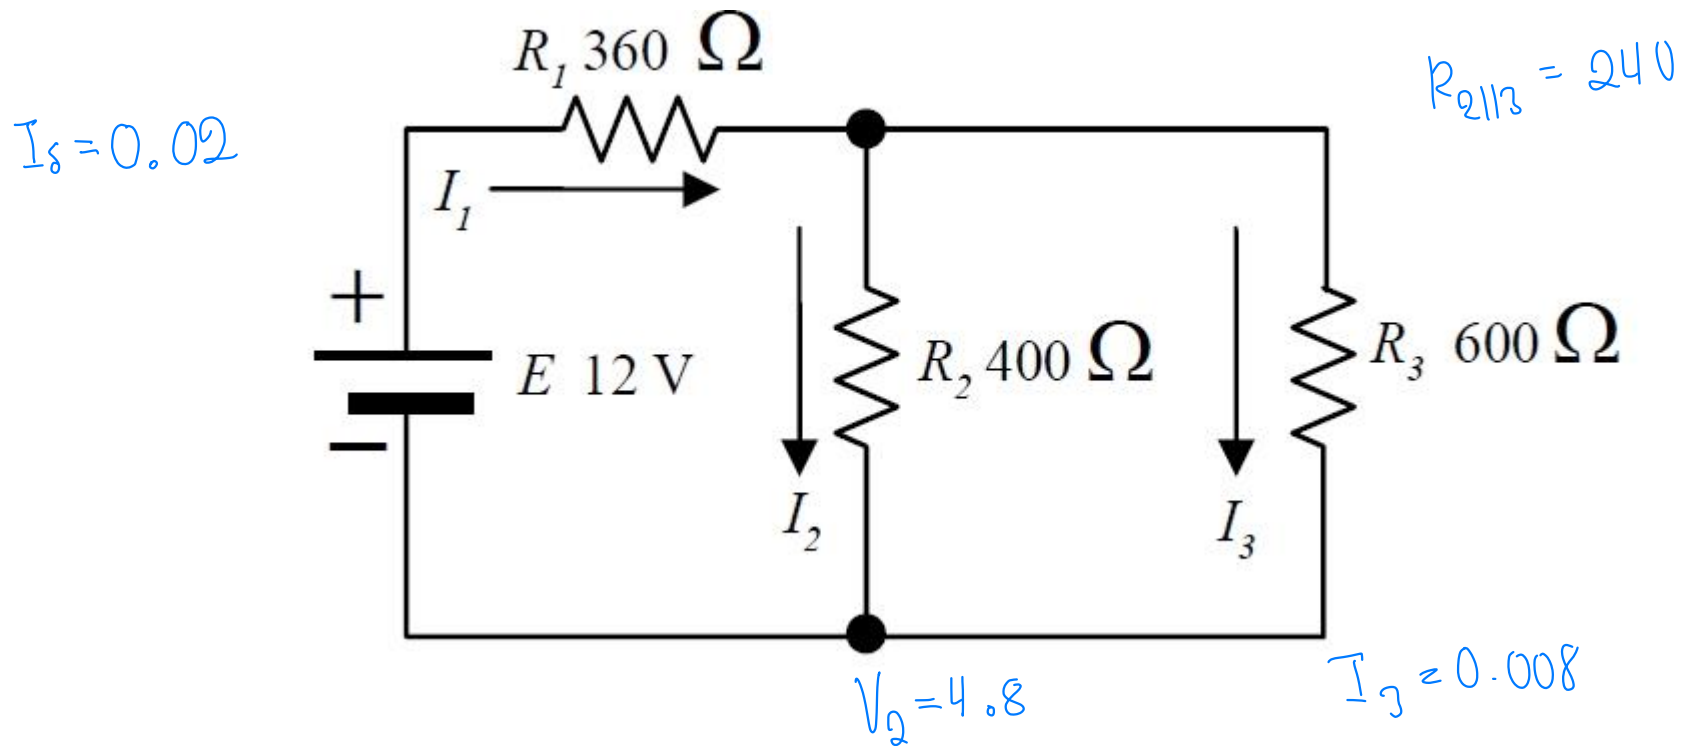 R₁ 360 Ω
R₂||₃ = 240
Iₛ = 0.02
I₁
+
E 12 V
R₂ 400 Ω
R₃ 600 Ω
−
I₂
I₃
V₂ = 4.8
I₃ = 0.008